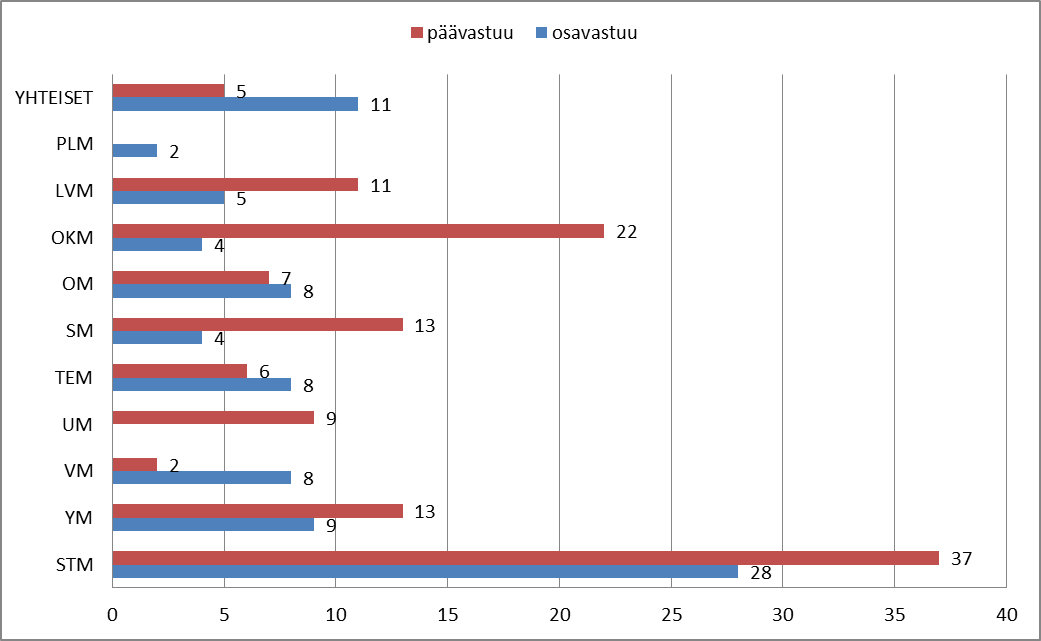 päävastuu osavastuu
YHTEISET 5
11
PLM 2
LVM 11
5
OKM 22
4
OM 7
8
SM 13
4
TEM 6
8
UM 9
VM 2
8
YM 13
9
STM 37
28
0 5 10 15 20 25 30 35 40